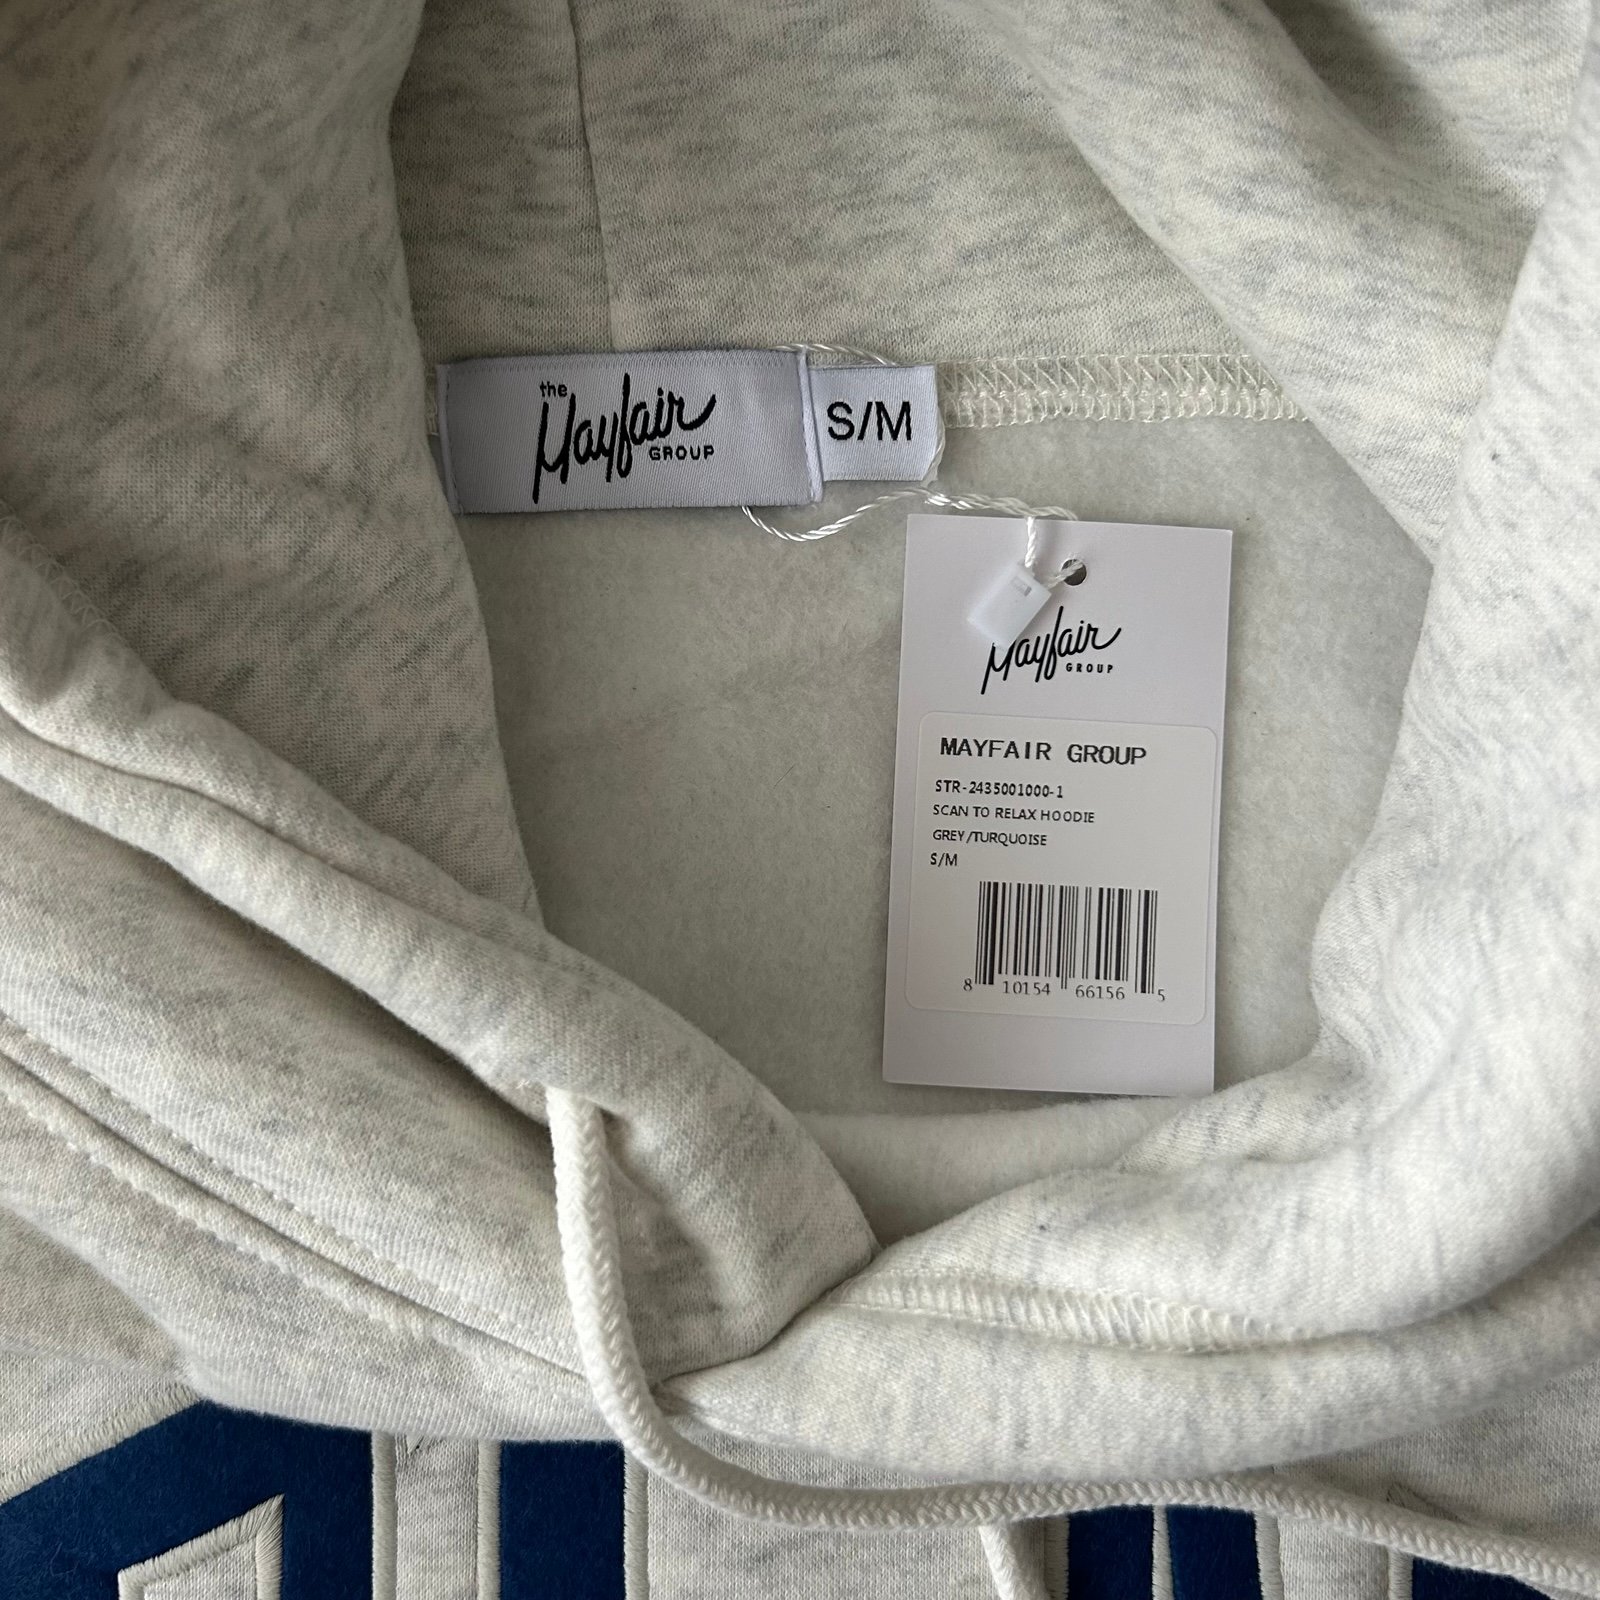 the
Mayfair
GROUP
S/M
Mayfair
GROUP
MAYFAIR GROUP
STR-2435001000-1
SCAN TO RELAX HOODIE
GREY/TURQUOISE
S/M
8 10154 66156 5